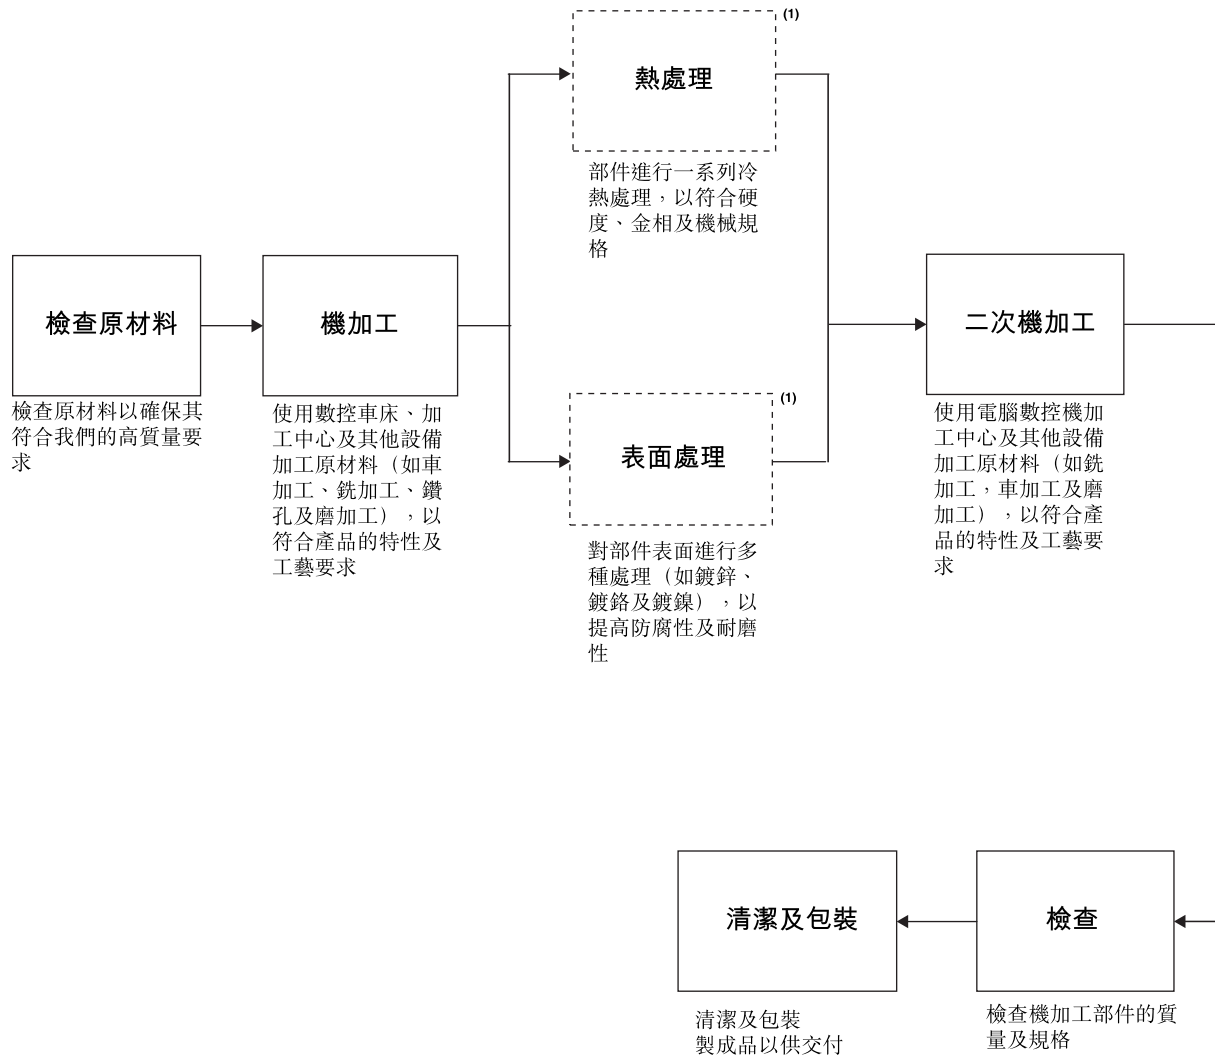 檢查原材料
檢查原材料以確保其
符合我們的高質量要
求
機加工
使用數控車床、加
工中心及其他設備
加工原材料（如車
加工、銑加工、鑽
孔及磨加工），以
符合產品的特性及
工藝要求
(1)
熱處理
部件進行一系列冷
熱處理，以符合硬
度、金相及機械規
格
(1)
表面處理
對部件表面進行多
種處理（如鍍鋅、
鍍鉻及鍍鎳），以
提高防腐性及耐磨
性
二次機加工
使用電腦數控機加
工中心及其他設備
加工原材料（如銑
加工，車加工及磨
加工），以符合產
品的特性及工藝要
求
檢查
檢查機加工部件的質
量及規格
清潔及包裝
清潔及包裝
製成品以供交付